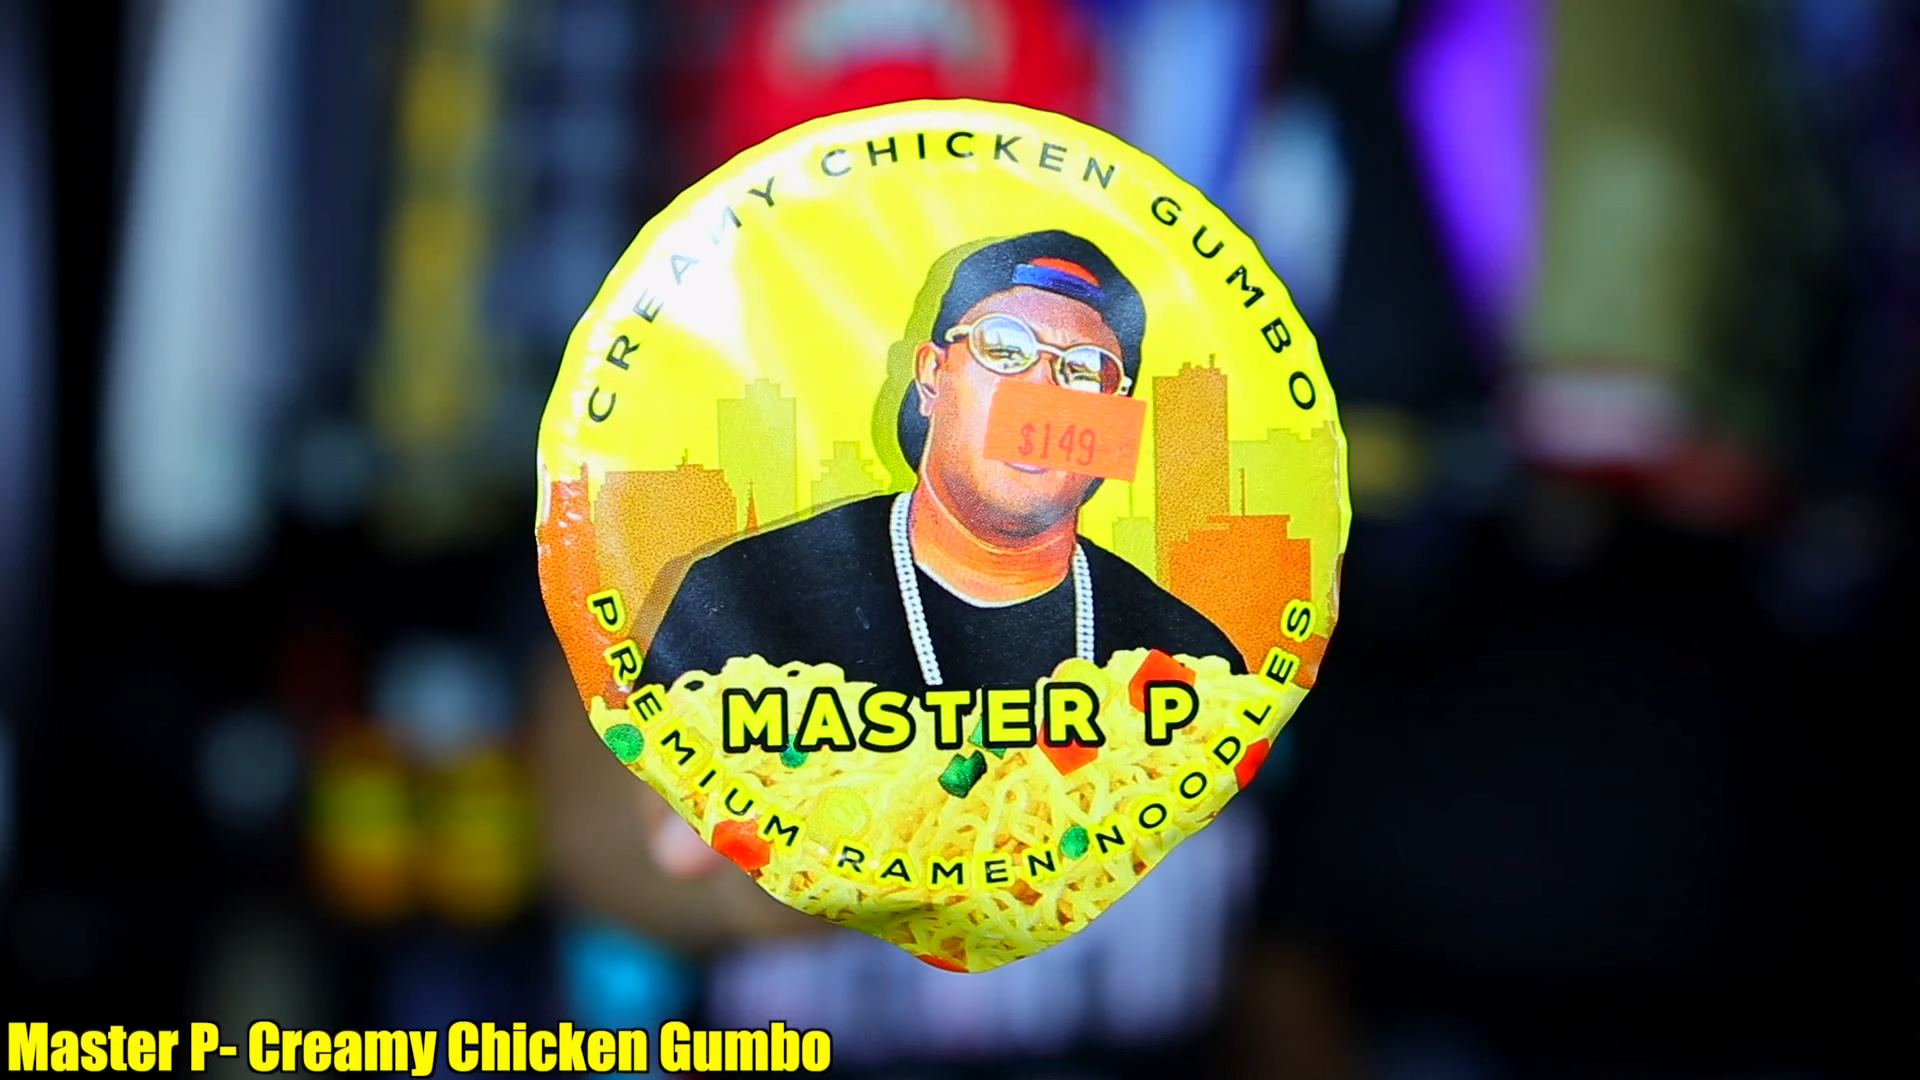 CREAMY CHICKEN GUMBO
$149
MASTER P
PREMIUM RAMEN NOODLES
Master P- Creamy Chicken Gumbo